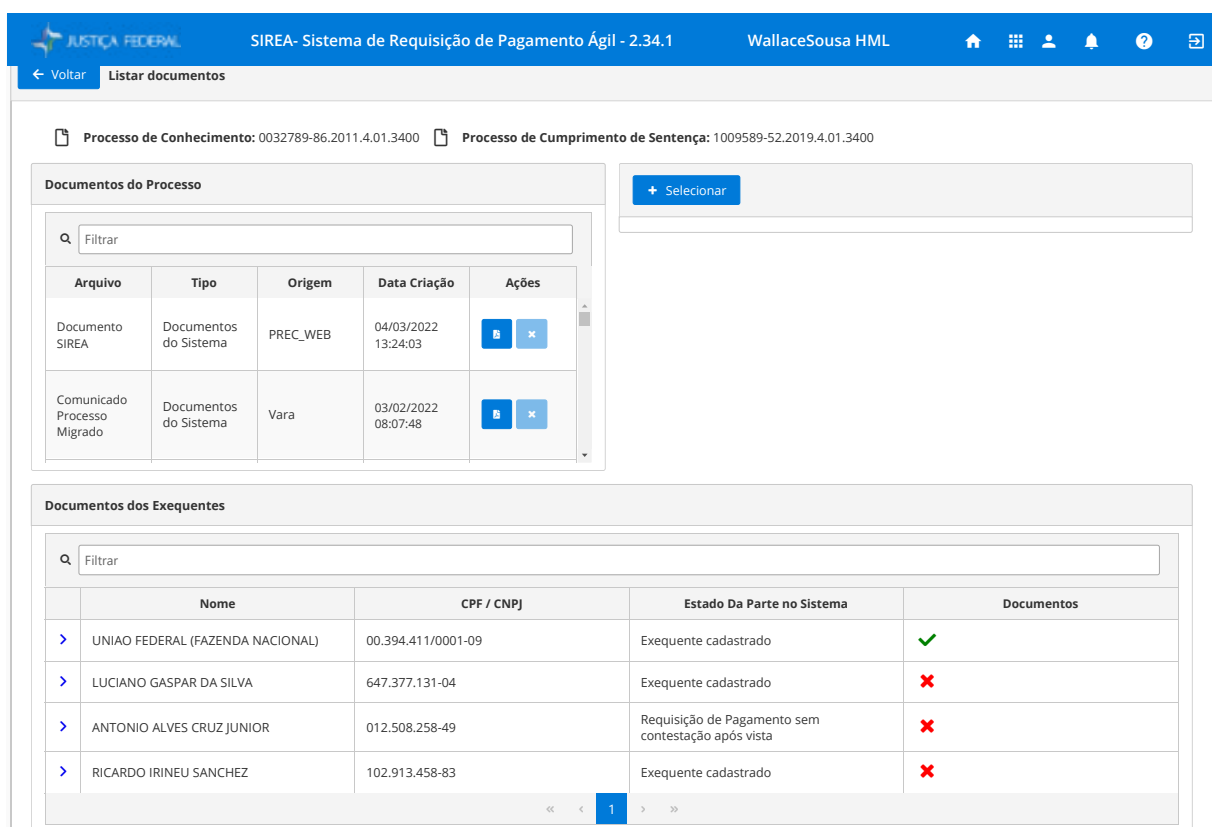 JUSTIÇA FEDERAL SIREA- Sistema de Requisição de Pagamento Ágil - 2.34.1 WallaceSousa HML
Voltar Listar documentos
Processo de Conhecimento: 0032789-86.2011.4.01.3400 Processo de Cumprimento de Sentença: 1009589-52.2019.4.01.3400
Documentos do Processo
+ Selecionar
Filtrar
Arquivo Tipo Origem Data Criação Ações
Documento
SIREA
Documentos
do Sistema
PREC_WEB
04/03/2022
13:24:03
Comunicado
Processo
Migrado
Documentos
do Sistema
Vara
03/02/2022
08:07:48
Documentos dos Exequentes
Filtrar
Nome CPF / CNPJ Estado Da Parte no Sistema Documentos
UNIAO FEDERAL (FAZENDA NACIONAL) 00.394.411/0001-09 Exequente cadastrado
LUCIANO GASPAR DA SILVA 647.377.131-04 Exequente cadastrado
ANTONIO ALVES CRUZ JUNIOR 012.508.258-49 Requisição de Pagamento sem
contestação após vista
RICARDO IRINEU SANCHEZ 102.913.458-83 Exequente cadastrado
« ‹ 1 › »